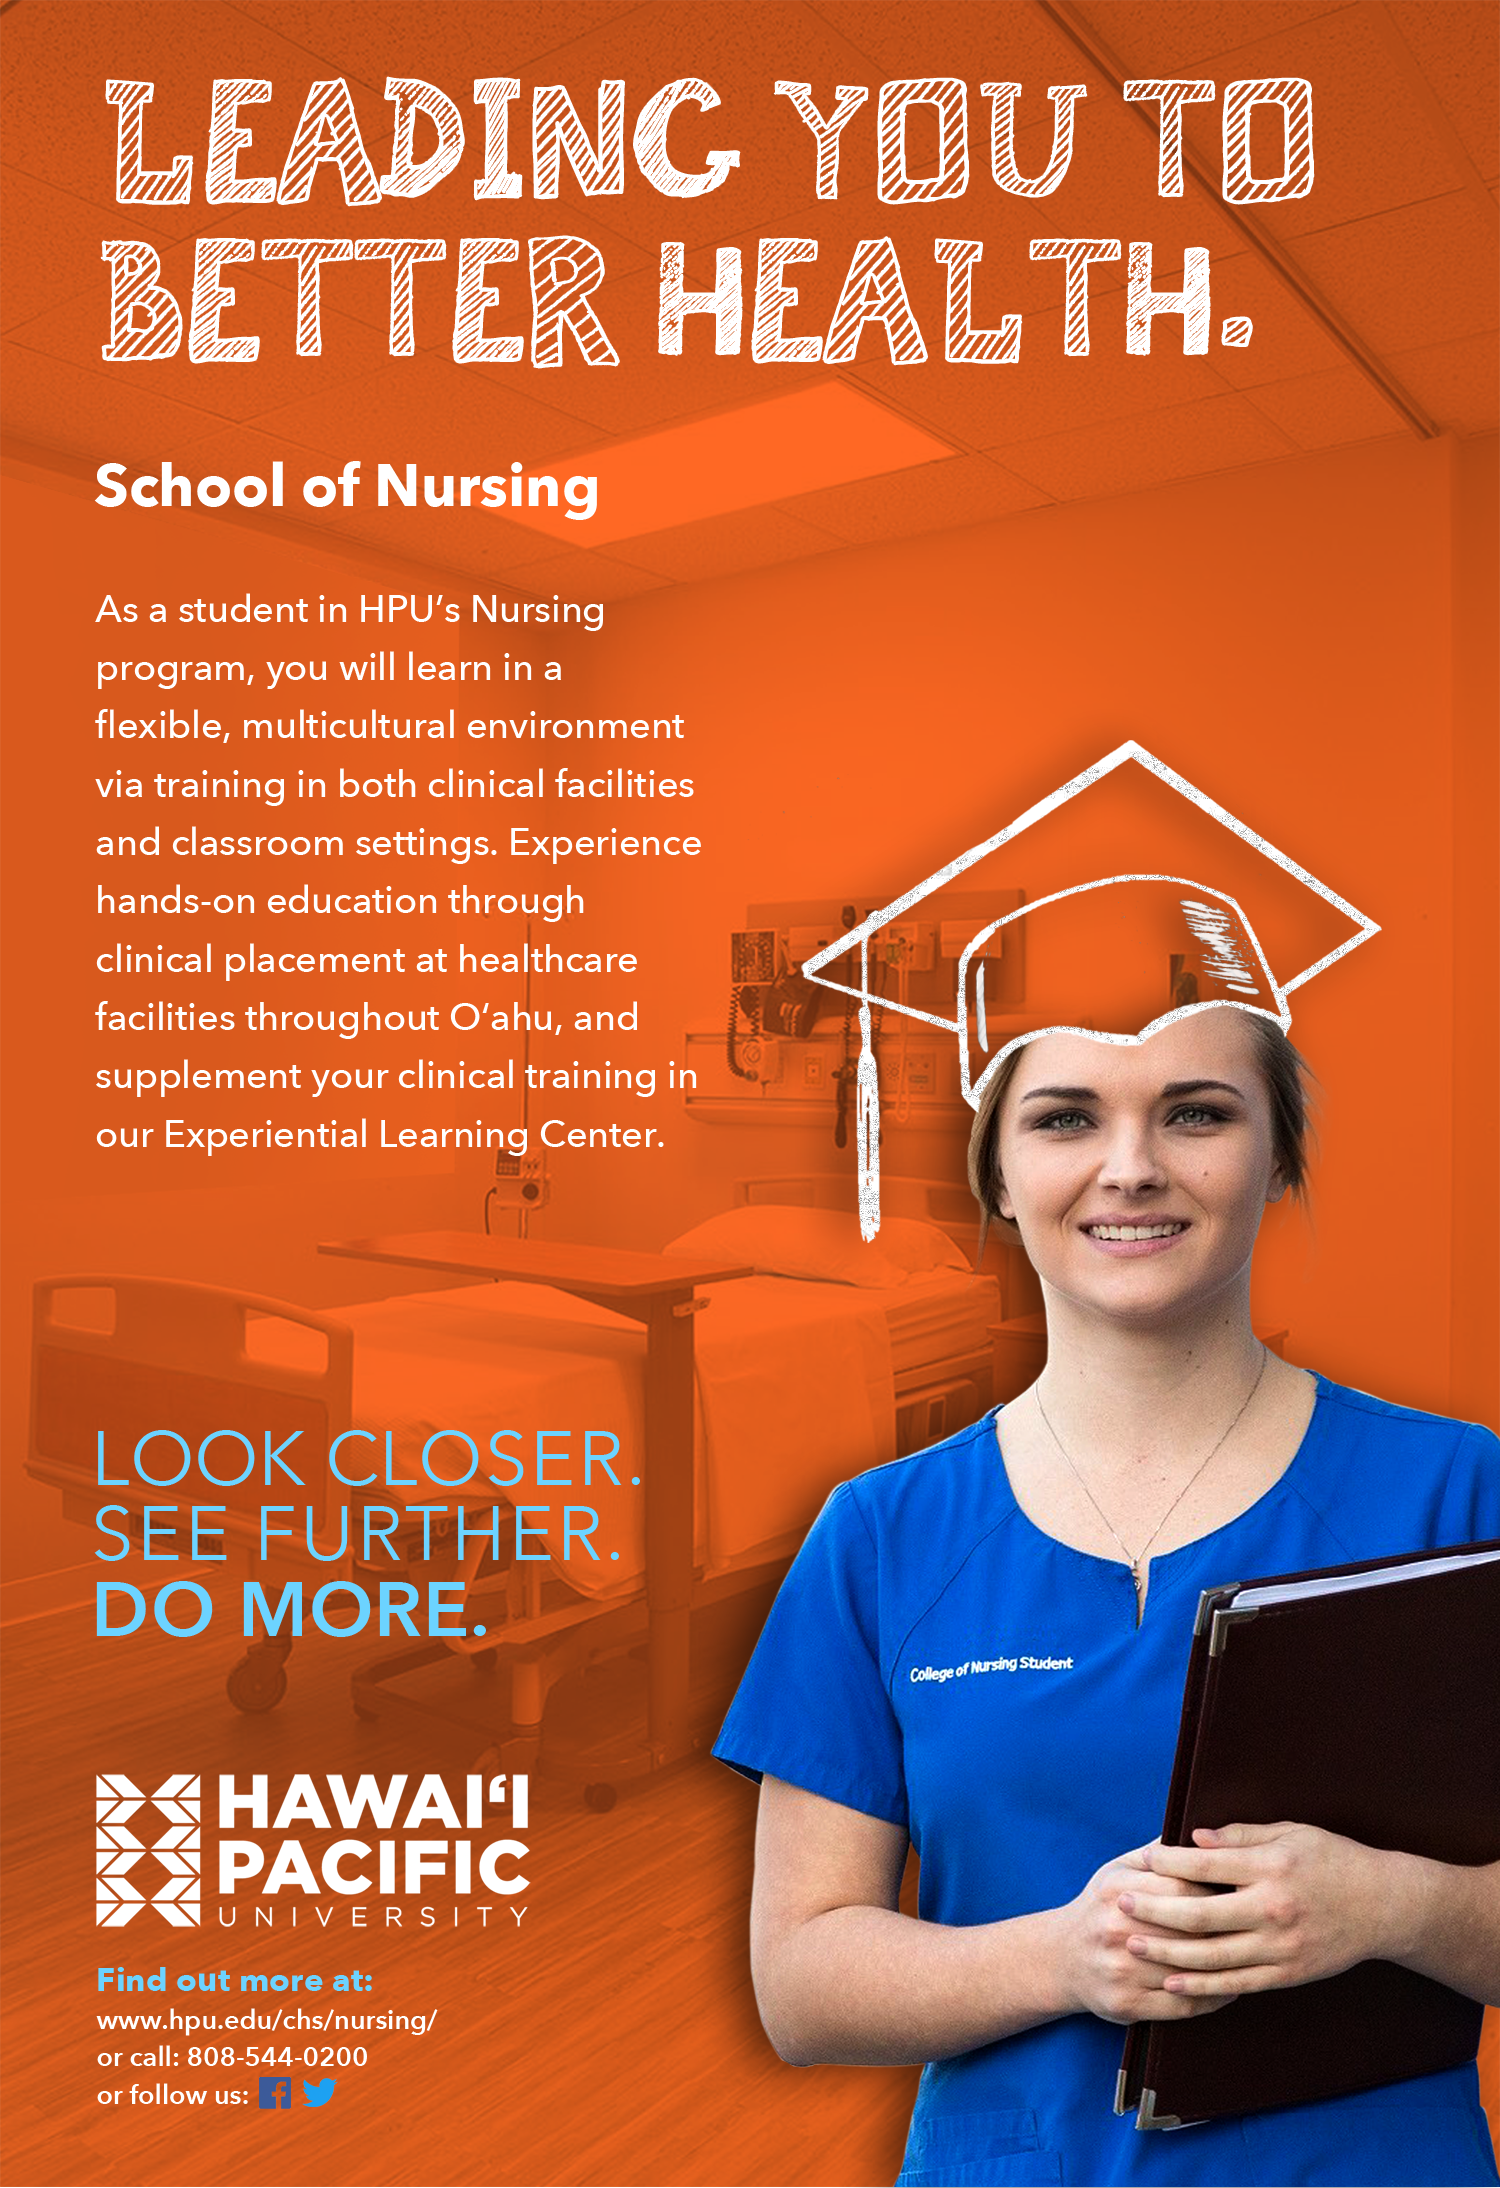 LEADING YOU TO
BETTER HEALTH.
School of Nursing
As a student in HPU’s Nursing
program, you will learn in a
flexible, multicultural environment
via training in both clinical facilities
and classroom settings. Experience
hands-on education through
clinical placement at healthcare
facilities throughout O‘ahu, and
supplement your clinical training in
our Experiential Learning Center.
LOOK CLOSER.
SEE FURTHER.
DO MORE.
College of Nursing Student
HAWAI‘I
PACIFIC
UNIVERSITY
Find out more at:
www.hpu.edu/chs/nursing/
or call: 808-544-0200
or follow us: